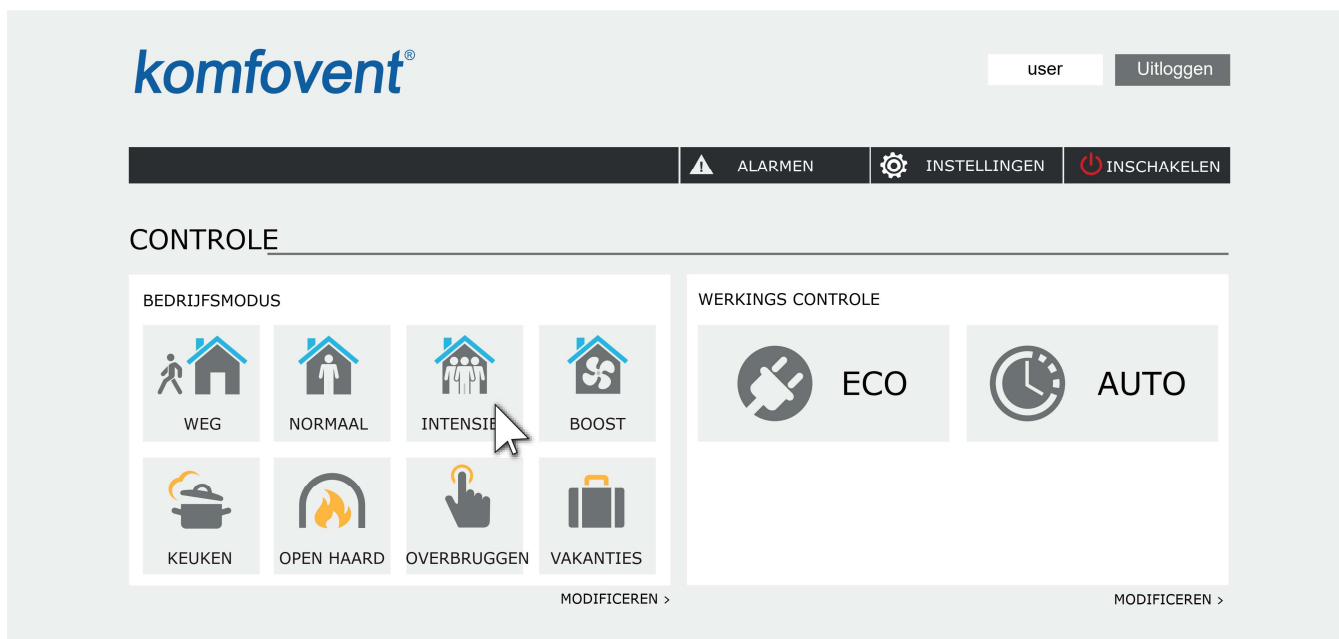 komfovent®
user
Uitloggen
ALARMEN
INSTELLINGEN
INSCHAKELEN
CONTROLE
BEDRIJFSMODUS
WEG
NORMAAL
INTENSIE
BOOST
KEUKEN
OPEN HAARD
OVERBRUGGEN
VAKANTIES
MODIFICEREN >
WERKINGS CONTROLE
ECO
AUTO
MODIFICEREN >